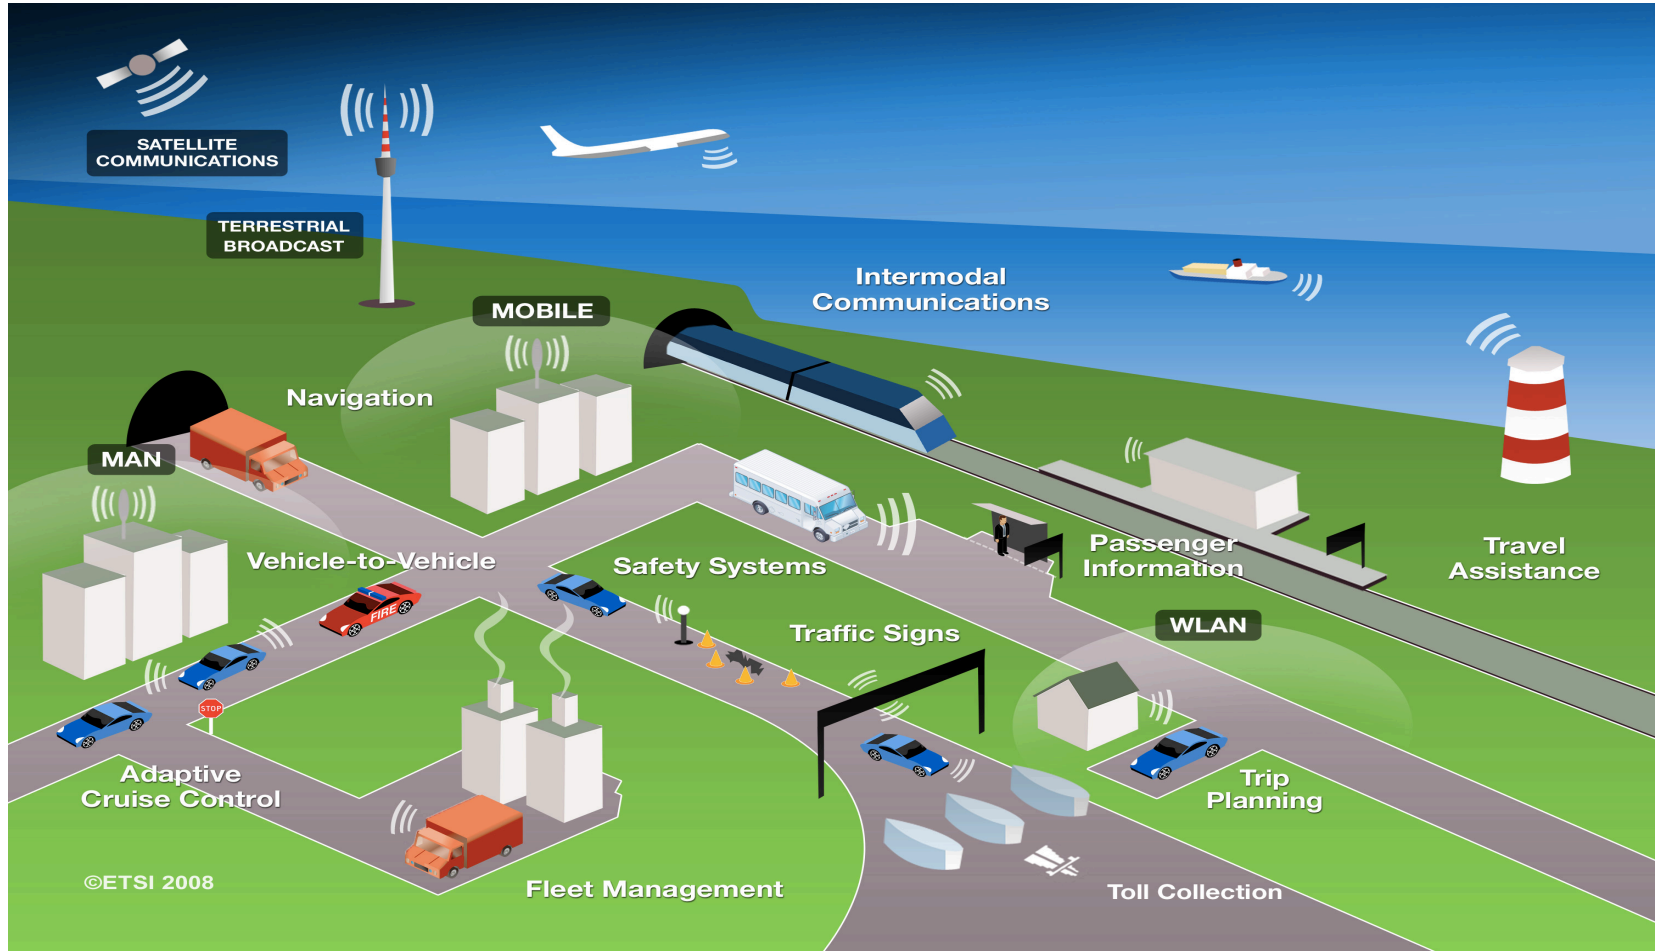 SATELLITE
COMMUNICATIONS
TERRESTRIAL
BROADCAST
Intermodal
Communications
MOBILE
Navigation
MAN
Vehicle-to-Vehicle
Safety Systems
Passenger
Information
Travel
Assistance
FIRE
Traffic Signs
WLAN
STOP
Adaptive
Cruise Control
Trip
Planning
©ETSI 2008
Fleet Management
Toll Collection